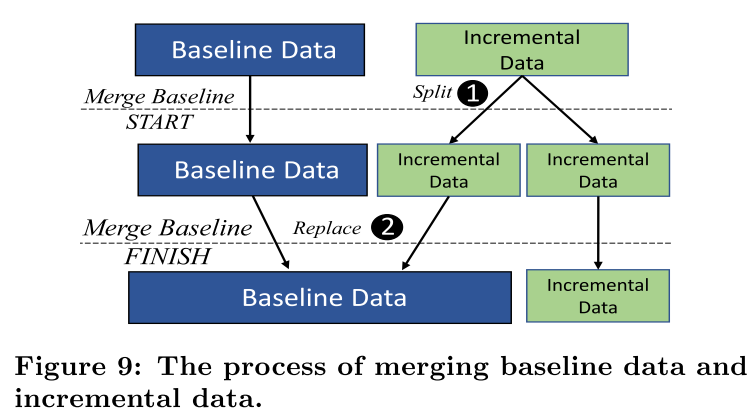 Baseline Data
Incremental
Data
Merge Baseline
Split 1
START
Baseline Data
Incremental
Data
Incremental
Data
Merge Baseline
Replace 2
FINISH
Baseline Data
Incremental
Data
Figure 9: The process of merging baseline data and
incremental data.